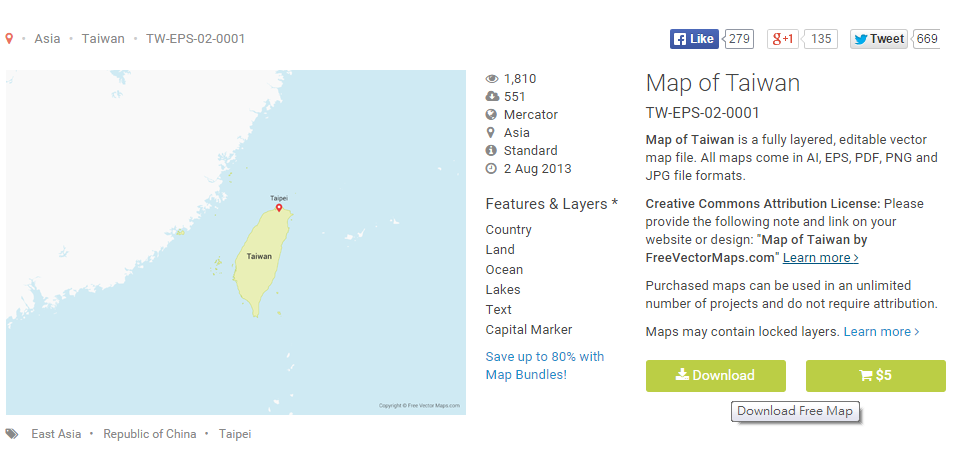 Asia • Taiwan • TW-EPS-02-0001
Like 279
g+1 135
Tweet 669
Taipei
Taiwan
Copyright © Free Vector Maps.com
East Asia • Republic of China • Taipei
1,810
551
Mercator
Asia
Standard
2 Aug 2013
Features & Layers *
Country
Land
Ocean
Lakes
Text
Capital Marker
Save up to 80% with
Map Bundles!
Map of Taiwan
TW-EPS-02-0001
Map of Taiwan is a fully layered, editable vector
map file. All maps come in AI, EPS, PDF, PNG and
JPG file formats.
Creative Commons Attribution License: Please
provide the following note and link on your
website or design: "Map of Taiwan by
FreeVectorMaps.com" Learn more >
Purchased maps can be used in an unlimited
number of projects and do not require attribution.
Maps may contain locked layers. Learn more >
Download
$5
Download Free Map